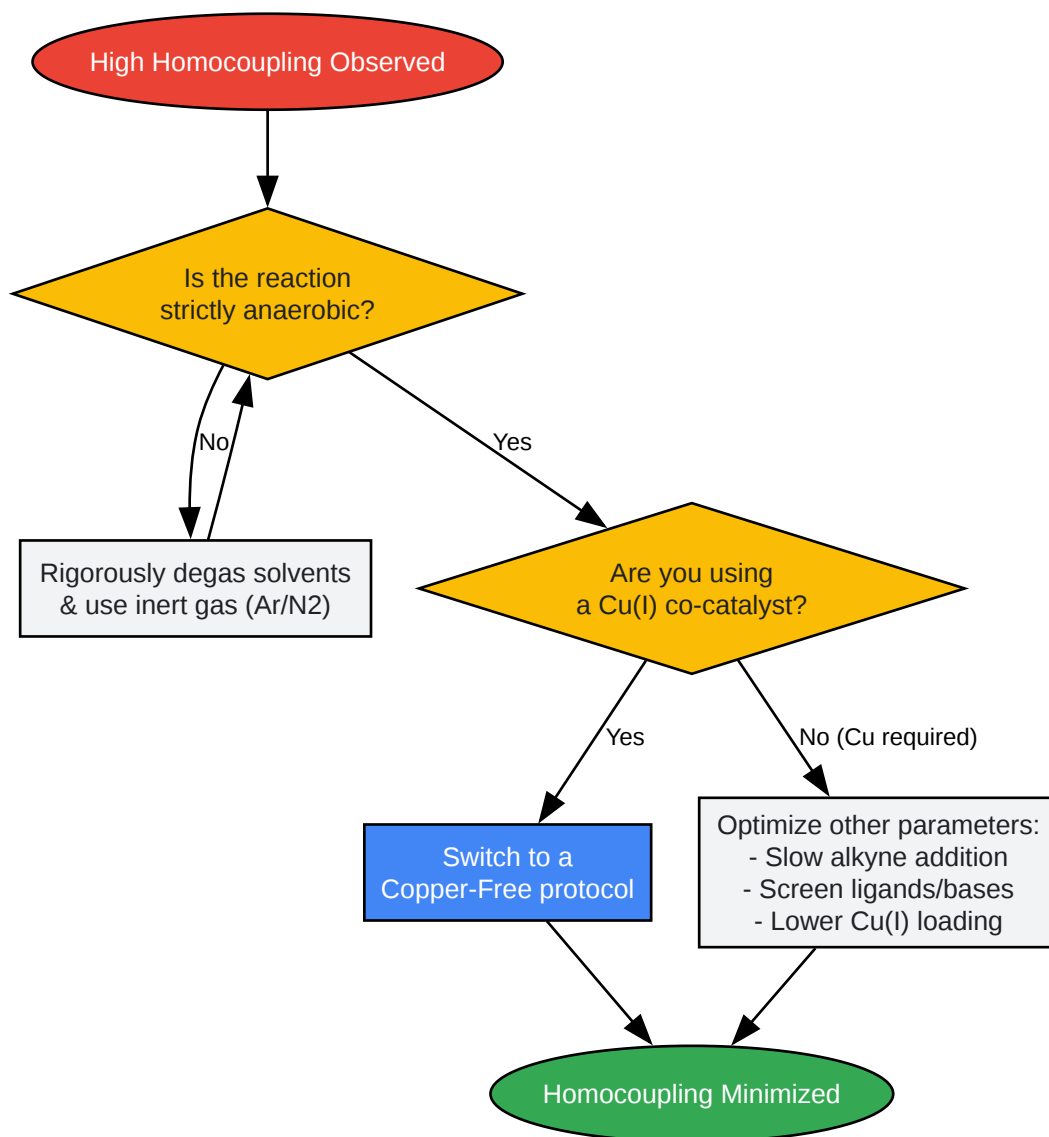 High Homocoupling Observed
Is the reaction
strictly anaerobic?
No
Yes
Rigorously degas solvents
& use inert gas (Ar/N2)
Are you using
a Cu(I) co-catalyst?
Yes
No (Cu required)
Switch to a
Copper-Free protocol
Optimize other parameters:
- Slow alkyne addition
- Screen ligands/bases
- Lower Cu(I) loading
Homocoupling Minimized